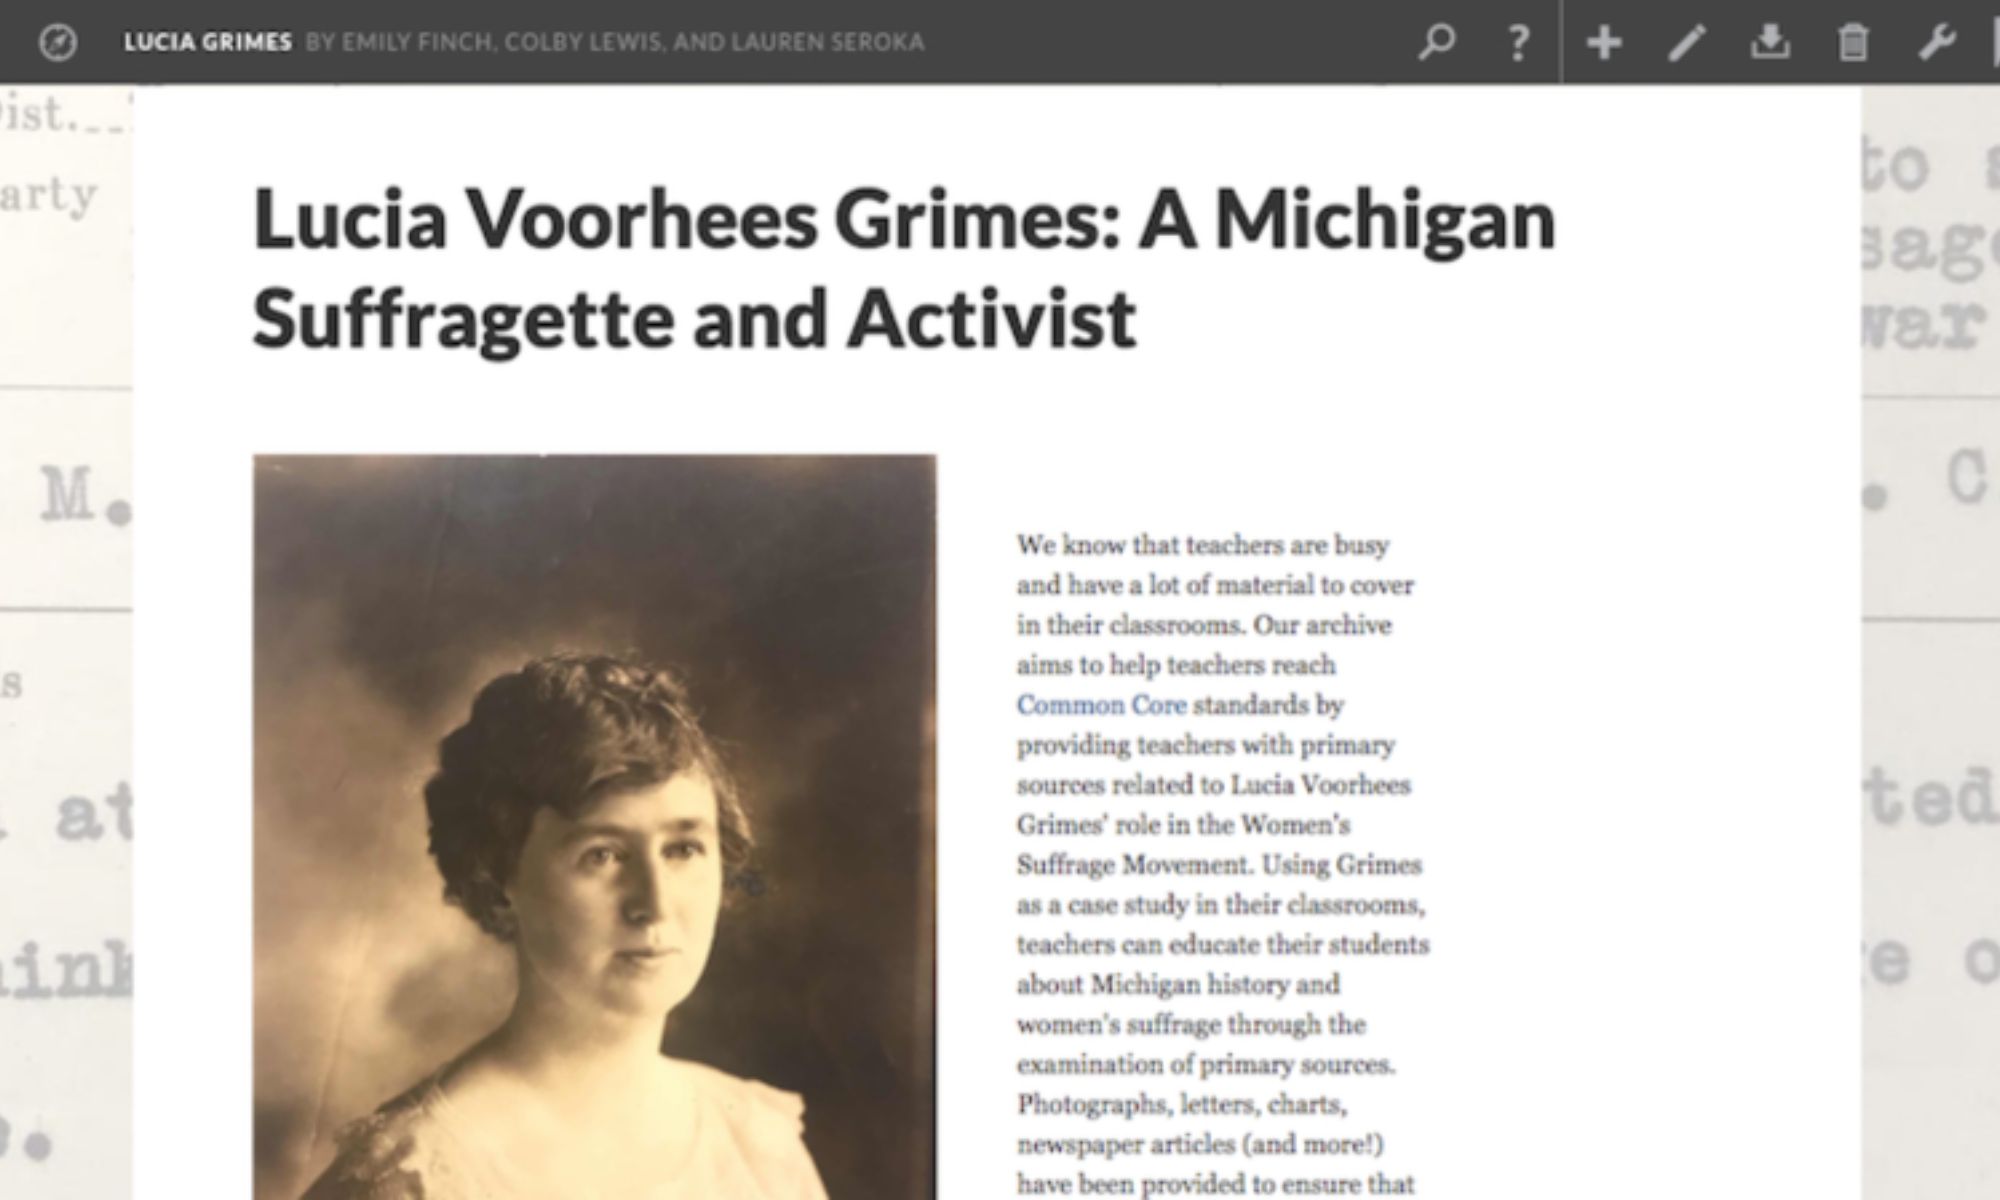 LUCIA GRIMES BY EMILY FINCH, COLBY LEWIS, AND LAUREN SEROKA
Lucia Voorhees Grimes: A Michigan
Suffragette and Activist
We know that teachers are busy
and have a lot of material to cover
in their classrooms. Our archive
aims to help teachers reach
Common Core standards by
providing teachers with primary
sources related to Lucia Voorhees
Grimes' role in the Women's
Suffrage Movement. Using Grimes
as a case study in their classrooms,
teachers can educate their students
about Michigan history and
women's suffrage through the
examination of primary sources.
Photographs, letters, charts,
newspaper articles (and more!)
have been provided to ensure that
ist.
arty
M.
s
at
ink
to s
sage
war
. C
ted
e o